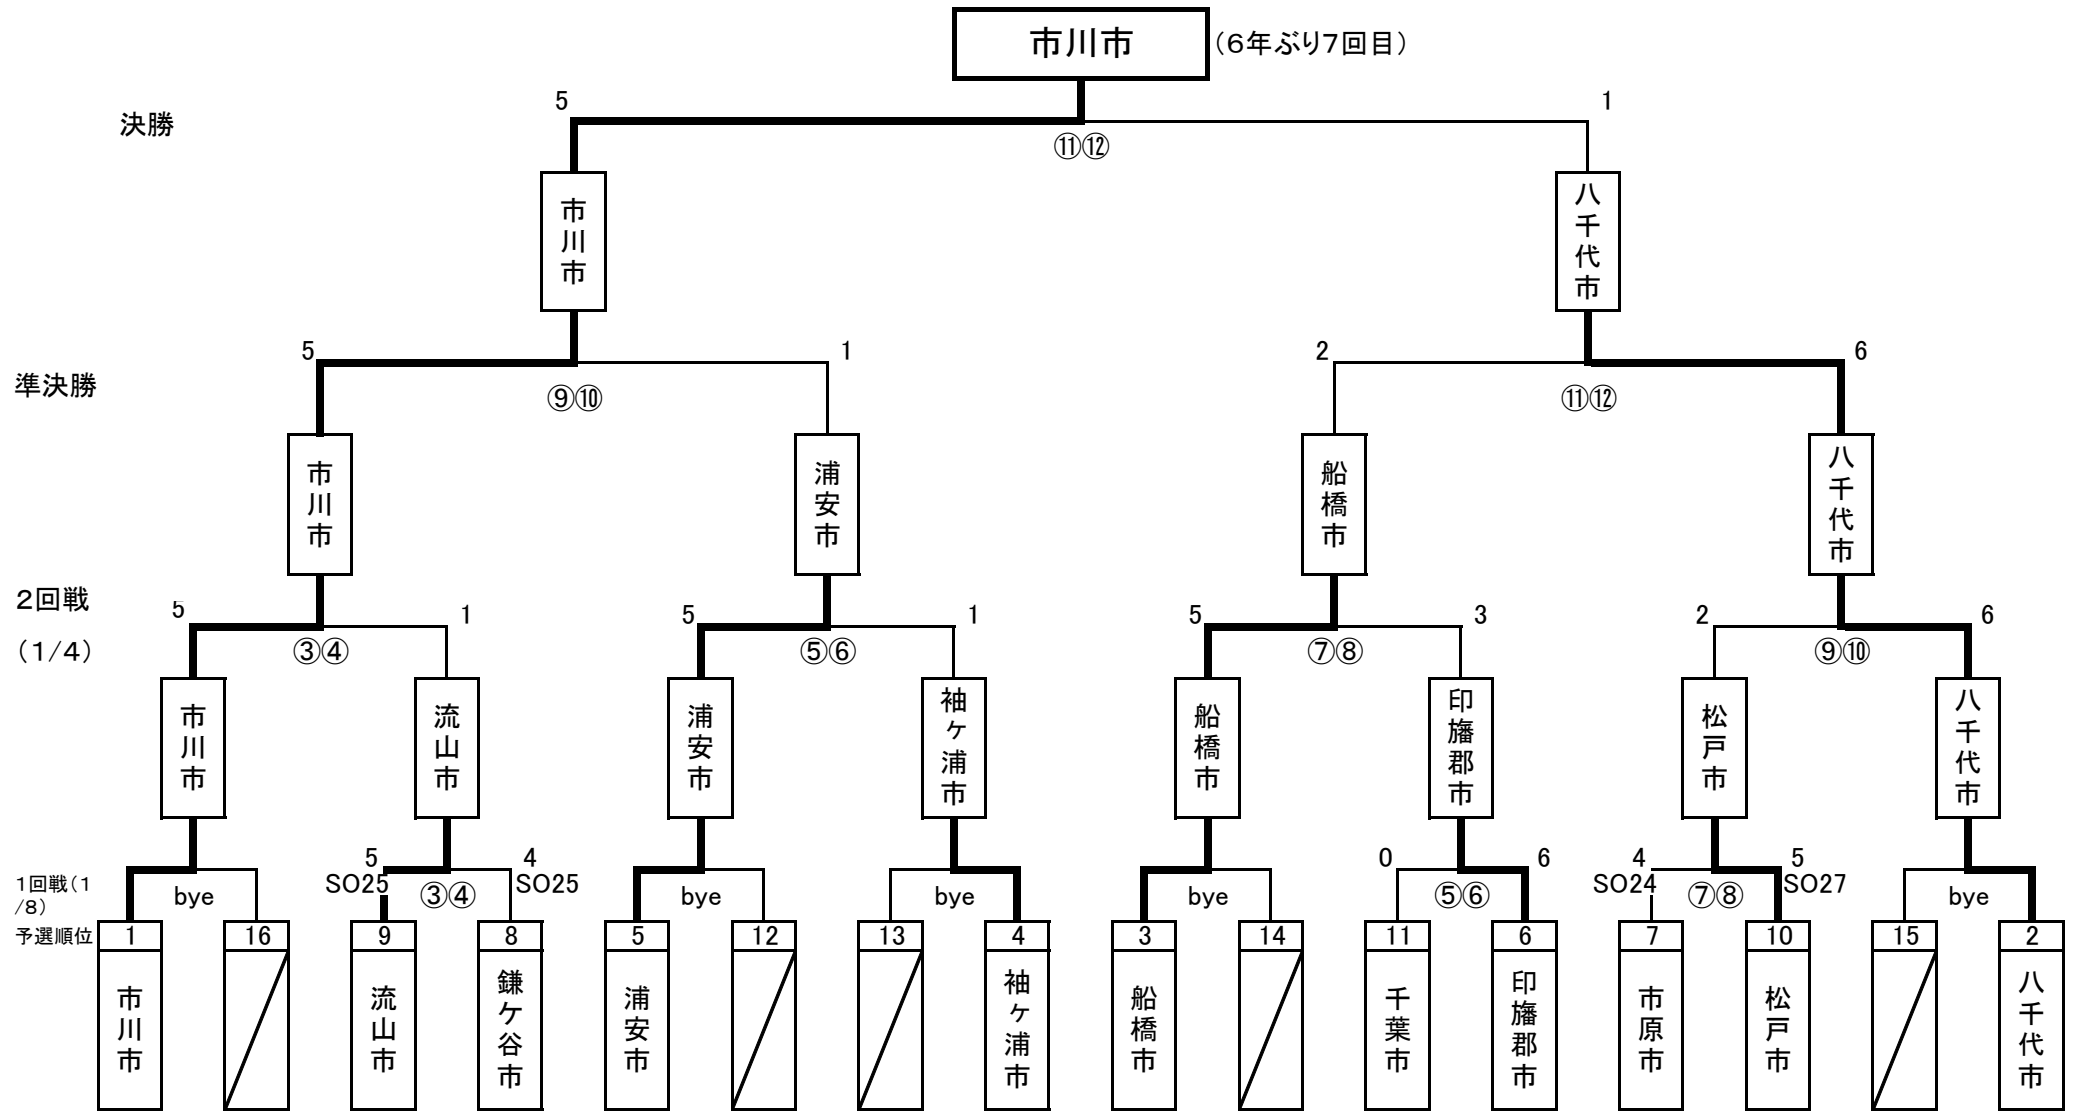 市川市
(６年ぶり７回目)
決勝
5
1
⑪⑫
市川市
八千代市
準決勝
5
1
2
6
⑨⑩
⑪⑫
市川市
浦安市
船橋市
八千代市
２回戦
(１/４)
5
1
5
1
5
3
2
6
③④
⑤⑥
⑦⑧
⑨⑩
市川市
流山市
浦安市
袖ヶ浦市
船橋市
印旛郡市
松戸市
八千代市
１回戦(１
/８)
bye
5
SO25
4
SO25
③④
bye
bye
bye
0
6
⑤⑥
4
SO24
5
SO27
⑦⑧
bye
予選順位
1
16
9
8
5
12
13
4
3
14
11
6
7
10
15
2
市川市
流山市
鎌ケ谷市
浦安市
袖ヶ浦市
船橋市
千葉市
印旛郡市
市原市
松戸市
八千代市